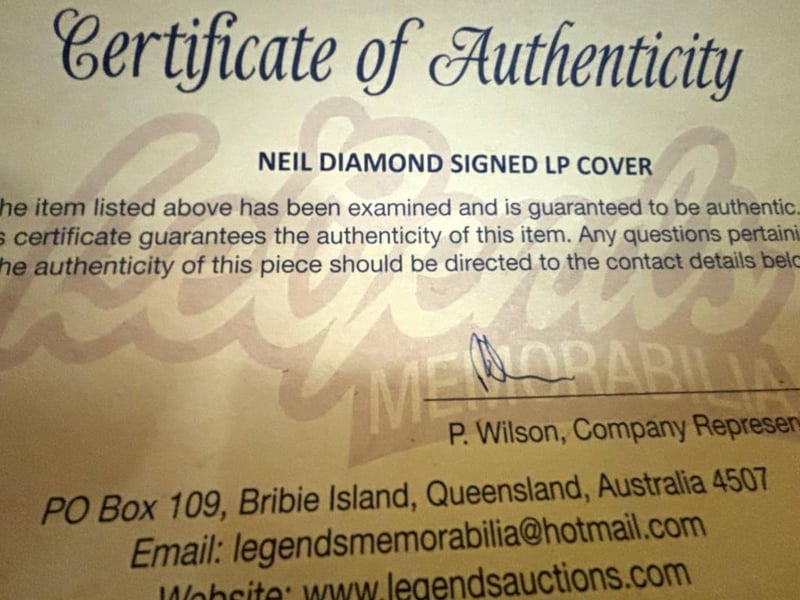 Certificate of Authenticity
Legends
MEMORABILIA
NEIL DIAMOND SIGNED LP COVER
he item listed above has been examined and is guaranteed to be authentic.
s certificate guarantees the authenticity of this item. Any questions pertaini
he authenticity of this piece should be directed to the contact details belo
P. Wilson, Company Represen
PO Box 109, Bribie Island, Queensland, Australia 4507
Email: legendsmemorabilia@hotmail.com
Website: www.legendsauctions.com